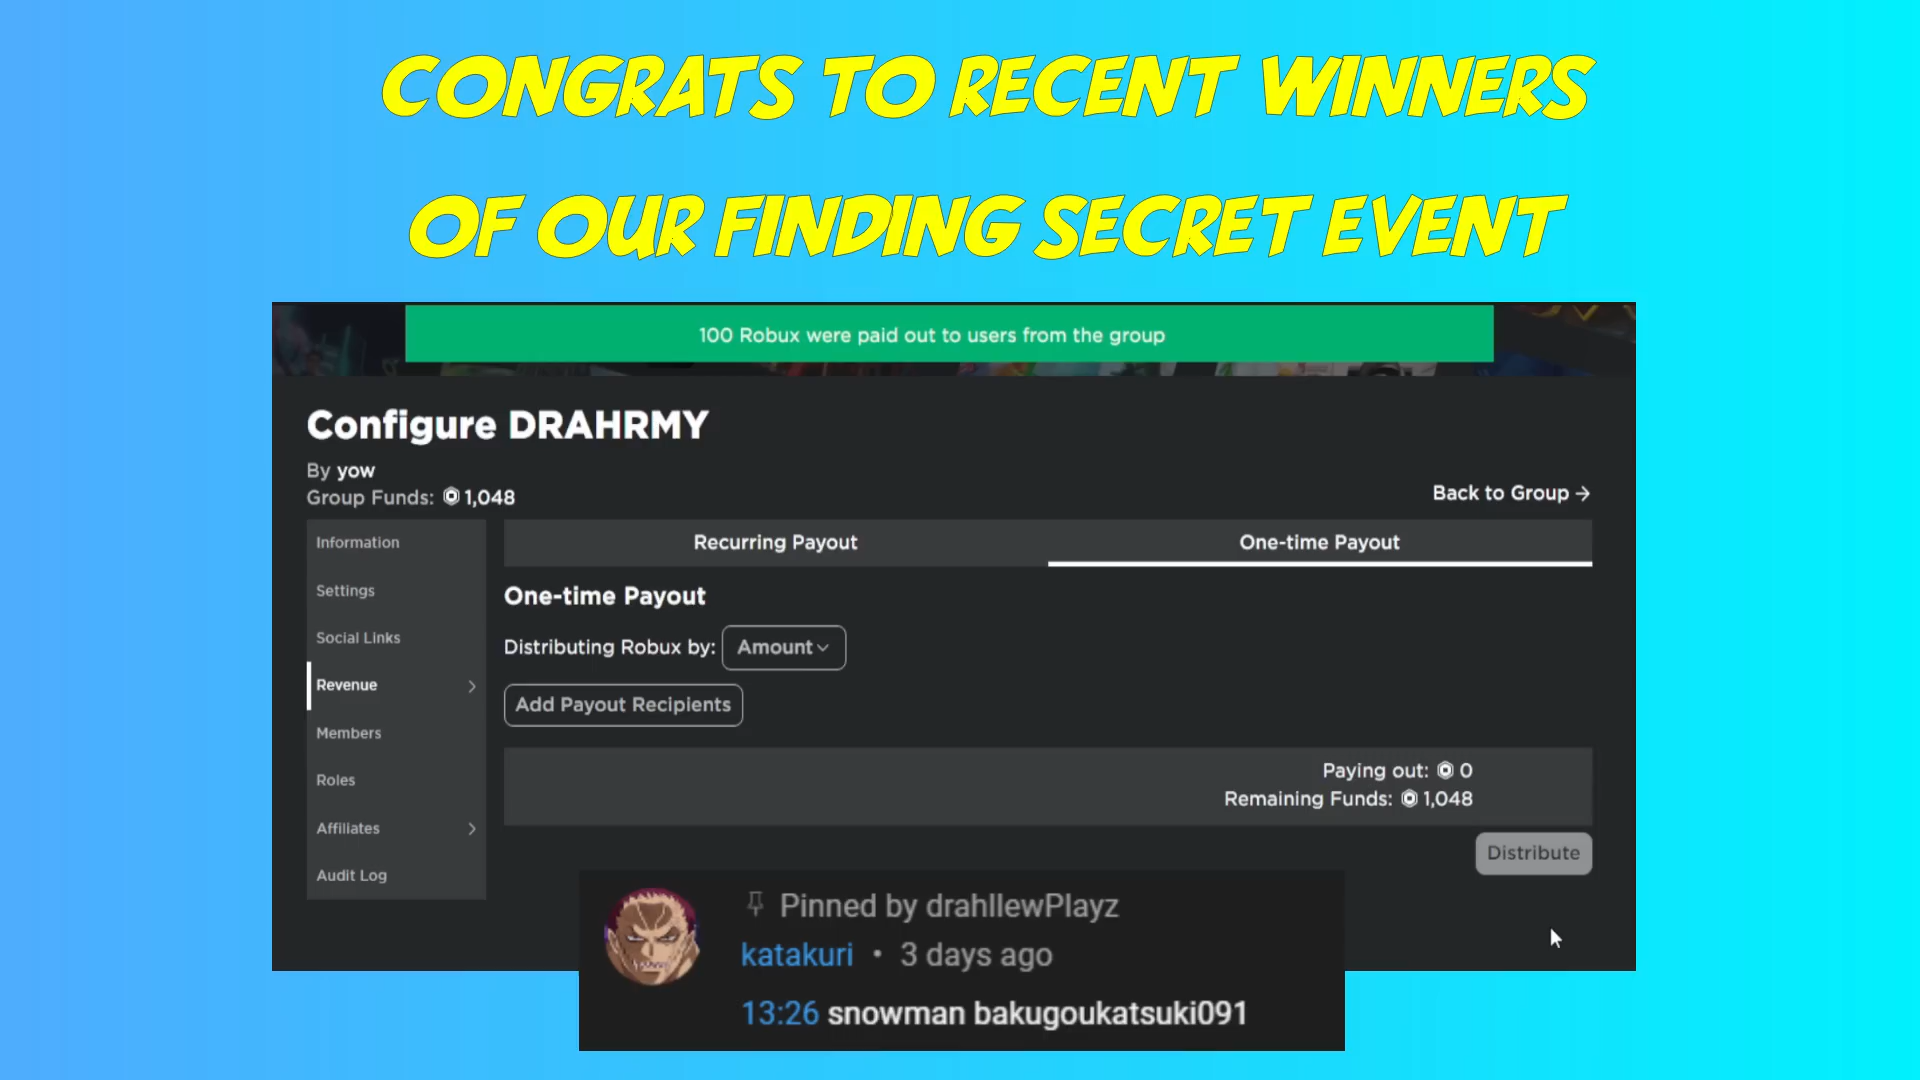 CONGRATS TO RECENT WINNERS
OF OUR FINDING SECRET EVENT
100 Robux were paid out to users from the group
Configure DRAHRMY
By yow
Group Funds: 1,048
Back to Group →
Information
Settings
Social Links
Revenue
Members
Roles
Affiliates
Audit Log
Recurring Payout
One-time Payout
One-time Payout
Distributing Robux by: Amount
Add Payout Recipients
Paying out: 0
Remaining Funds: 1,048
Distribute
Pinned by drahllewPlayz
katakuri • 3 days ago
13:26 snowman bakugoukatsuki091